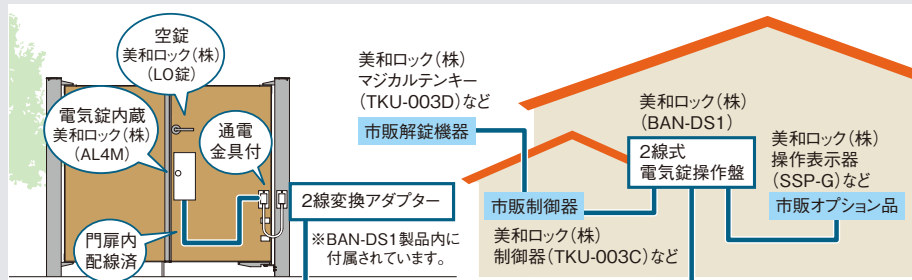 空錠
美和ロック(株)
(LO錠)
電気錠内蔵
美和ロック(株)
(AL4M)
通電
金具付
門扉内
配線済
2線変換アダプター
※BAN-DS1製品内に
付属されています。
美和ロック(株)
マジカルテンキー
(TKU-003D)など
市販解錠機器
市販制御器
美和ロック(株)
制御器(TKU-003C)など
美和ロック(株)
(BAN-DS1)
2線式
電気錠操作盤
美和ロック(株)
操作表示器
(SSP-G)など
市販オプション品